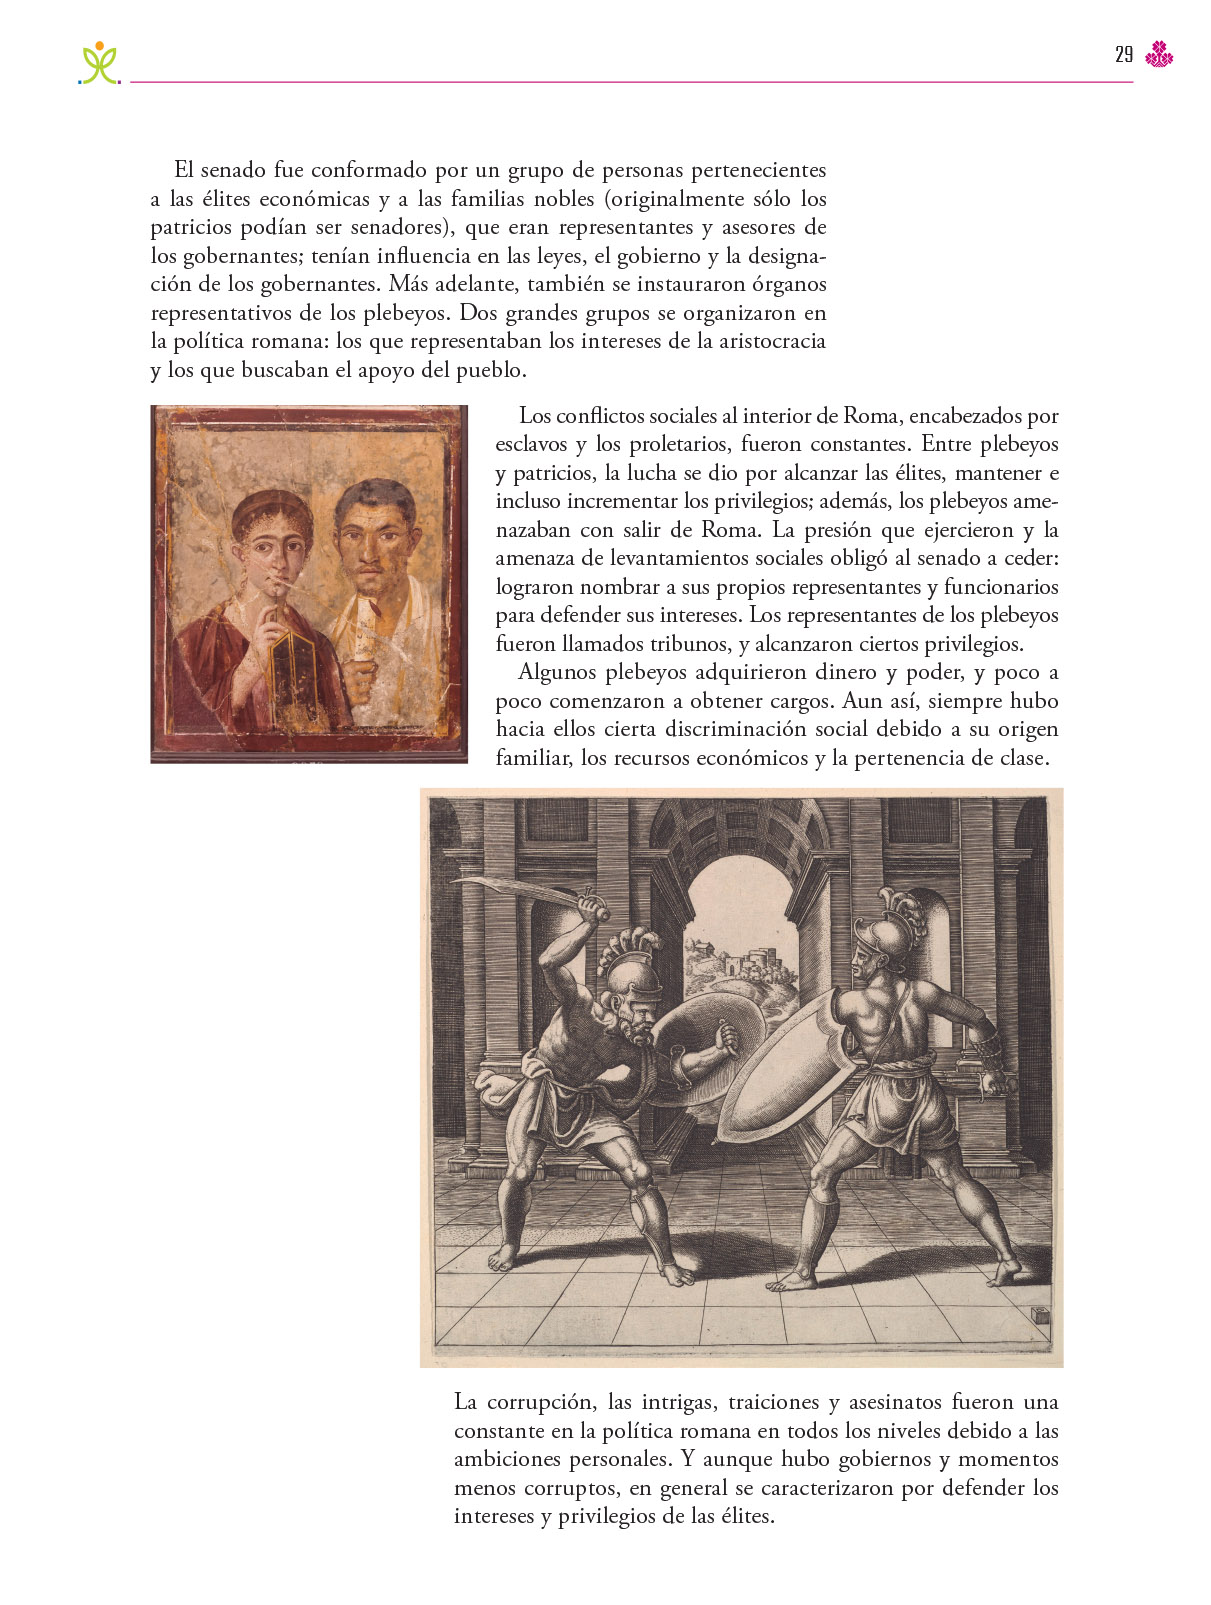 29
El senado fue conformado por un grupo de personas pertenecientes
a las élites económicas y a las familias nobles (originalmente sólo los
patricios podían ser senadores), que eran representantes y asesores de
los gobernantes; tenían influencia en las leyes, el gobierno y la designa-
ción de los gobernantes. Más adelante, también se instauraron órganos
representativos de los plebeyos. Dos grandes grupos se organizaron en
la política romana: los que representaban los intereses de la aristocracia
y los que buscaban el apoyo del pueblo.
Los conflictos sociales al interior de Roma, encabezados por
esclavos y los proletarios, fueron constantes. Entre plebeyos
y patricios, la lucha se dio por alcanzar las élites, mantener e
incluso incrementar los privilegios; además, los plebeyos ame-
nazaban con salir de Roma. La presión que ejercieron y la
amenaza de levantamientos sociales obligó al senado a ceder:
lograron nombrar a sus propios representantes y funcionarios
para defender sus intereses. Los representantes de los plebeyos
fueron llamados tribunos, y alcanzaron ciertos privilegios.
Algunos plebeyos adquirieron dinero y poder, y poco a
poco comenzaron a obtener cargos. Aun así, siempre hubo
hacia ellos cierta discriminación social debido a su origen
familiar, los recursos económicos y la pertenencia de clase.
La corrupción, las intrigas, traiciones y asesinatos fueron una
constante en la política romana en todos los niveles debido a las
ambiciones personales. Y aunque hubo gobiernos y momentos
menos corruptos, en general se caracterizaron por defender los
intereses y privilegios de las élites.